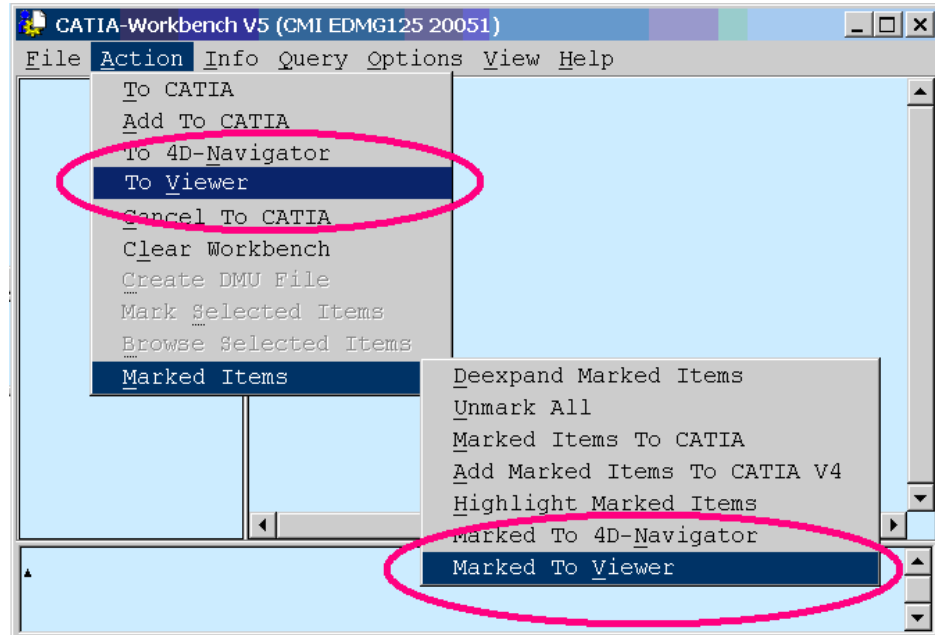 CATIA-Workbench V5 (CMI EDMG125 20051)
File Action Info Query Options View Help
To CATIA
Add To CATIA
To 4D-Navigator
To Viewer
Cancel To CATIA
Clear Workbench
Create DMU File
Mark Selected Items
Browse Selected Items
Marked Items
Deexpand Marked Items
Unmark All
Marked Items To CATIA
Add Marked Items To CATIA V4
Highlight Marked Items
Marked To 4D-Navigator
Marked To Viewer